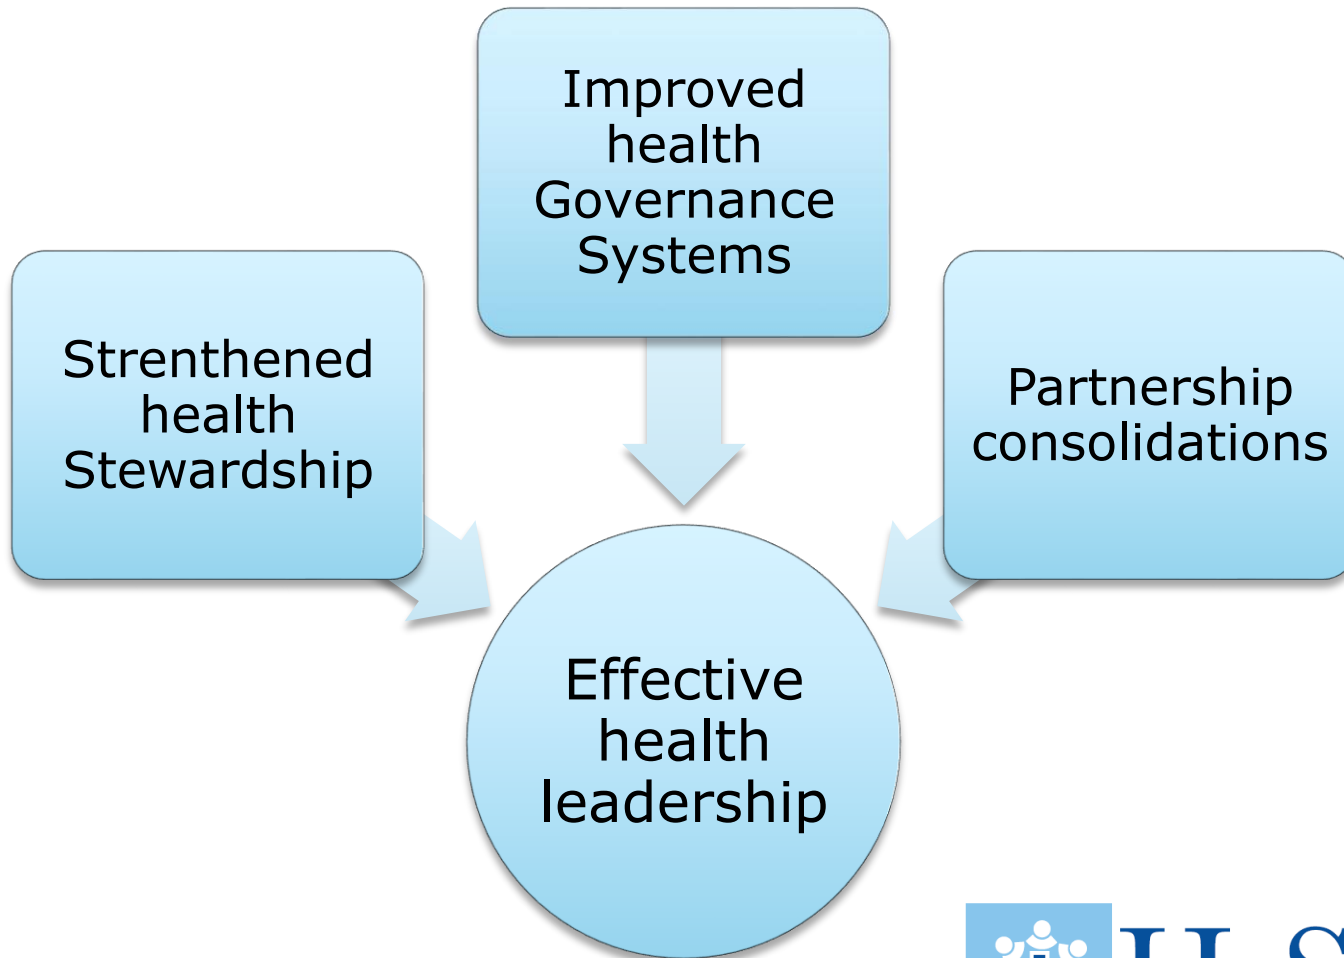 Improved
health
Governance
Systems
Strenthened
health
Stewardship
Partnership
consolidations
Effective
health
leadership